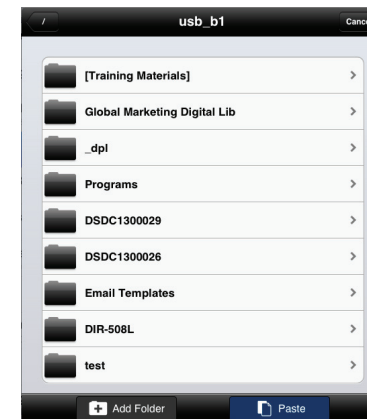 /
usb_b1
Cance
[Training Materials]
Global Marketing Digital Lib
_dpl
Programs
DSDC1300029
DSDC1300026
Email Templates
DIR-508L
test
Add Folder
Paste